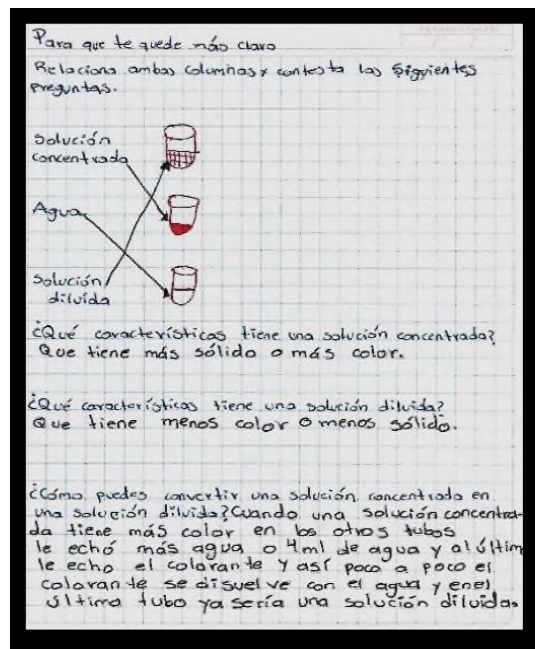 Para que te quede más claro
Relaciona ambas columnas y contesta las siguientes
preguntas.
Solución
concentrada
Agua
Solución
diluida
¿Qué características tiene una solución concentrada?
Que tiene más sólido o más color.
¿Qué características tiene una solución diluida?
Que tiene menos color o menos sólido.
¿Cómo puedes convertir una solución concentrada en
una solución diluida? Cuando una solución concentra-
da tiene más color en los otros tubos
le echó más agua o 4ml de agua y al últim
le echo el colorante y así poco a poco el
colorante se disuelve con el agua y en el
último tubo ya sería una solución diluida.